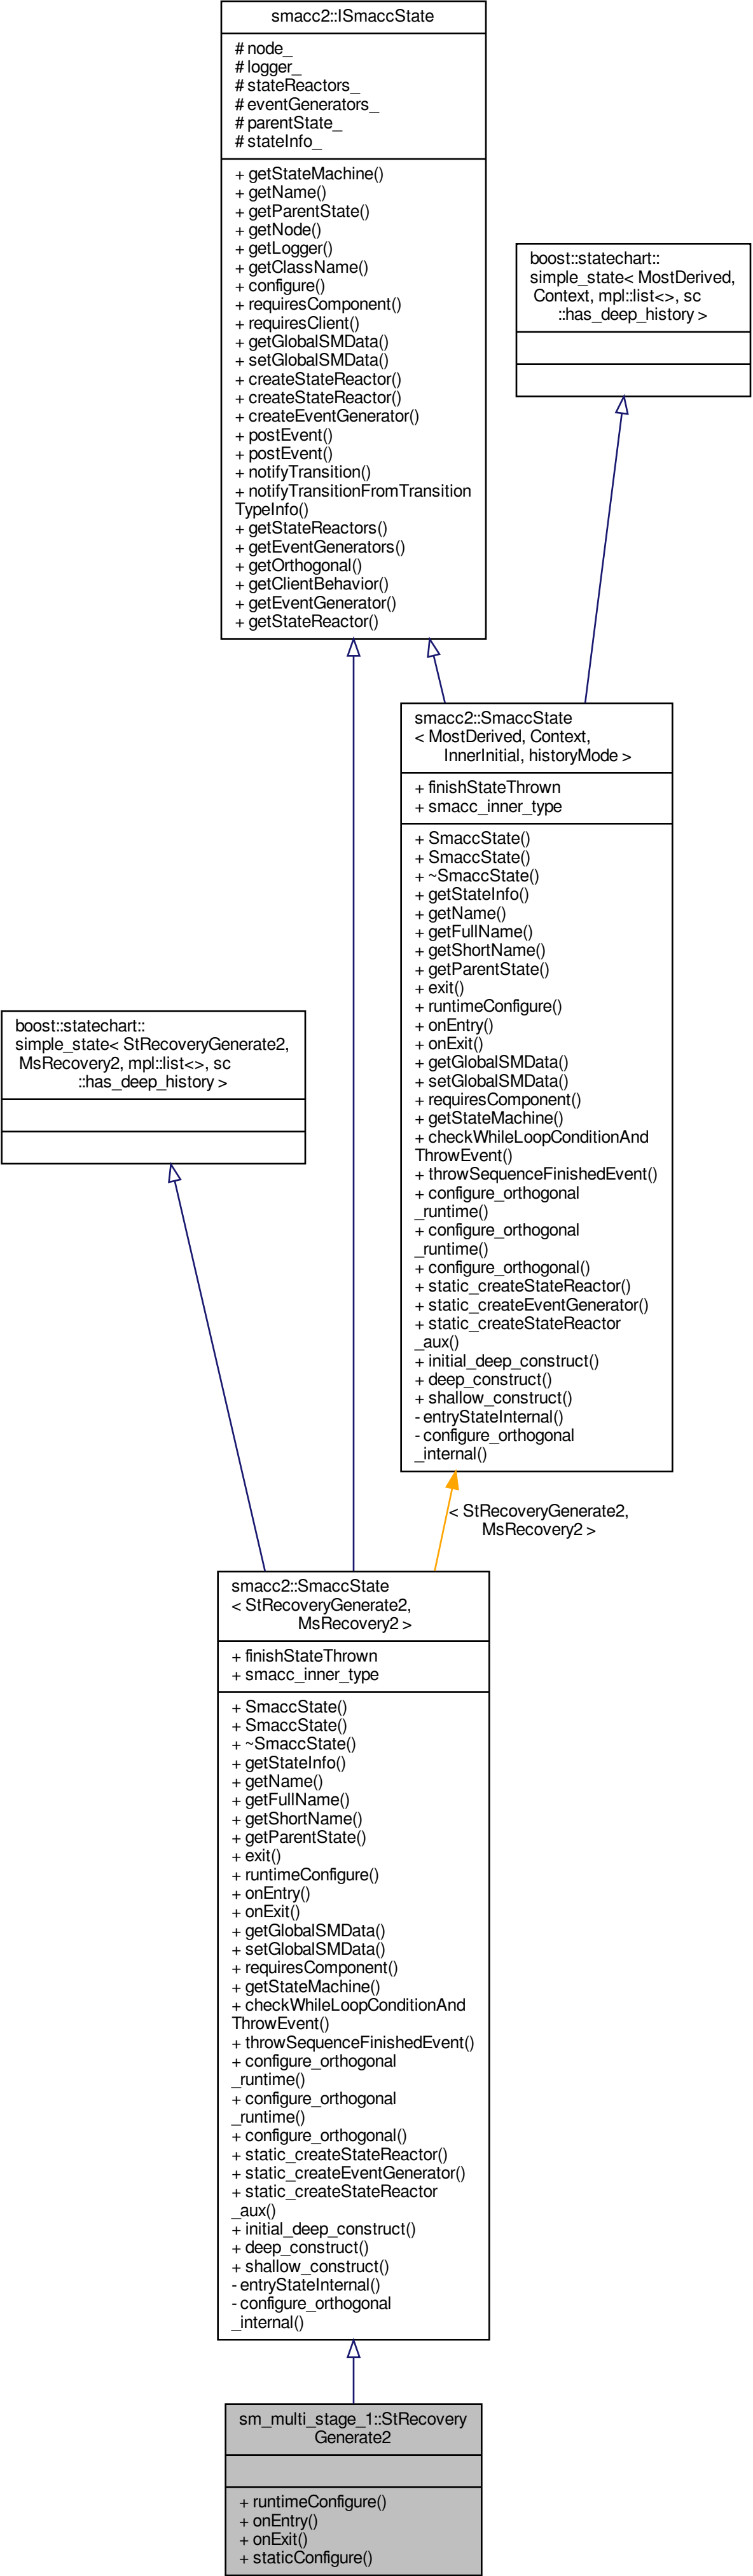 smacc2::ISmaccState
# node_
# logger_
# stateReactors_
# eventGenerators_
# parentState_
# stateInfo_
+ getStateMachine()
+ getName()
+ getParentState()
+ getNode()
+ getLogger()
+ getClassName()
+ configure()
+ requiresComponent()
+ requiresClient()
+ getGlobalSMData()
+ setGlobalSMData()
+ createStateReactor()
+ createStateReactor()
+ createEventGenerator()
+ postEvent()
+ postEvent()
+ notifyTransition()
+ notifyTransitionFromTransition
TypeInfo()
+ getStateReactors()
+ getEventGenerators()
+ getOrthogonal()
+ getClientBehavior()
+ getEventGenerator()
+ getStateReactor()
boost::statechart::
simple_state< MostDerived,
Context, mpl::list<>, sc
::has_deep_history >
smacc2::SmaccState
< MostDerived, Context,
InnerInitial, historyMode >
+ finishStateThrown
+ smacc_inner_type
+ SmaccState()
+ SmaccState()
+ ~SmaccState()
+ getStateInfo()
+ getName()
+ getFullName()
+ getShortName()
+ getParentState()
+ exit()
+ runtimeConfigure()
+ onEntry()
+ onExit()
+ getGlobalSMData()
+ setGlobalSMData()
+ requiresComponent()
+ getStateMachine()
+ checkWhileLoopConditionAnd
ThrowEvent()
+ throwSequenceFinishedEvent()
+ configure_orthogonal
_runtime()
+ configure_orthogonal
_runtime()
+ configure_orthogonal()
+ static_createStateReactor()
+ static_createEventGenerator()
+ static_createStateReactor
_aux()
+ initial_deep_construct()
+ deep_construct()
+ shallow_construct()
- entryStateInternal()
- configure_orthogonal
_internal()
boost::statechart::
simple_state< StRecoveryGenerate2,
MsRecovery2, mpl::list<>, sc
::has_deep_history >
< StRecoveryGenerate2,
MsRecovery2 >
smacc2::SmaccState
< StRecoveryGenerate2,
MsRecovery2 >
+ finishStateThrown
+ smacc_inner_type
+ SmaccState()
+ SmaccState()
+ ~SmaccState()
+ getStateInfo()
+ getName()
+ getFullName()
+ getShortName()
+ getParentState()
+ exit()
+ runtimeConfigure()
+ onEntry()
+ onExit()
+ getGlobalSMData()
+ setGlobalSMData()
+ requiresComponent()
+ getStateMachine()
+ checkWhileLoopConditionAnd
ThrowEvent()
+ throwSequenceFinishedEvent()
+ configure_orthogonal
_runtime()
+ configure_orthogonal
_runtime()
+ configure_orthogonal()
+ static_createStateReactor()
+ static_createEventGenerator()
+ static_createStateReactor
_aux()
+ initial_deep_construct()
+ deep_construct()
+ shallow_construct()
- entryStateInternal()
- configure_orthogonal
_internal()
sm_multi_stage_1::StRecovery
Generate2
+ runtimeConfigure()
+ onEntry()
+ onExit()
+ staticConfigure()